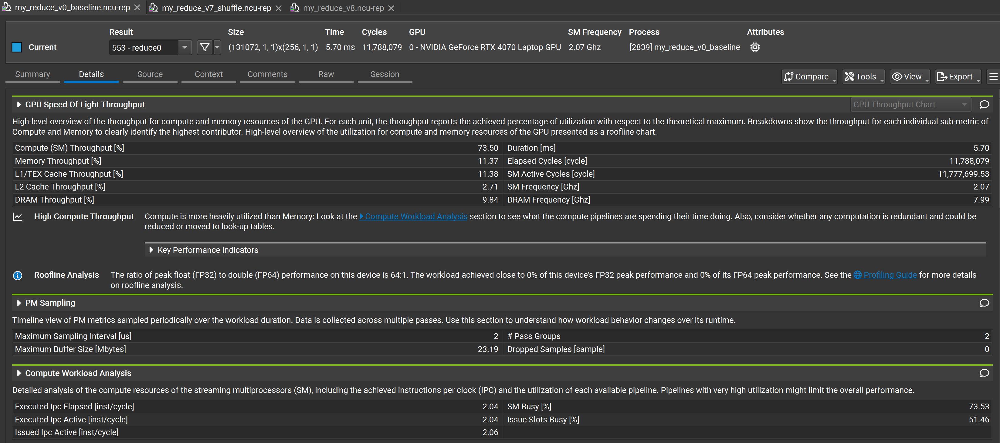 my_reduce_v0_baseline.ncu-rep my_reduce_v7_shuffle.ncu-rep my_reduce_v8.ncu-rep
Result Size Time Cycles GPU SM Frequency Process Attributes
Current 553 - reduce0 (131072, 1, 1)x(256, 1, 1) 5.70 ms 11,788,079 0 - NVIDIA GeForce RTX 4070 Laptop GPU 2.07 Ghz [2839] my_reduce_v0_baseline
Summary Details Source Context Comments Raw Session Compare Tools View Export
GPU Speed Of Light Throughput GPU Throughput Chart
High-level overview of the throughput for compute and memory resources of the GPU. For each unit, the throughput reports the achieved percentage of utilization with respect to the theoretical maximum. Breakdowns show the throughput for each individual sub-metric of
Compute and Memory to clearly identify the highest contributor. High-level overview of the utilization for compute and memory resources of the GPU presented as a roofline chart.
Compute (SM) Throughput [%] 73.50 Duration [ms] 5.70
Memory Throughput [%] 11.37 Elapsed Cycles [cycle] 11,788,079
L1/TEX Cache Throughput [%] 11.38 SM Active Cycles [cycle] 11,777,699.53
L2 Cache Throughput [%] 2.71 SM Frequency [Ghz] 2.07
DRAM Throughput [%] 9.84 DRAM Frequency [Ghz] 7.99
High Compute Throughput Compute is more heavily utilized than Memory: Look at the Compute Workload Analysis section to see what the compute pipelines are spending their time doing. Also, consider whether any computation is redundant and could be
reduced or moved to look-up tables.
Key Performance Indicators
Roofline Analysis The ratio of peak float (FP32) to double (FP64) performance on this device is 64:1. The workload achieved close to 0% of this device's FP32 peak performance and 0% of its FP64 peak performance. See the Profiling Guide for more details
on roofline analysis.
PM Sampling
Timeline view of PM metrics sampled periodically over the workload duration. Data is collected across multiple passes. Use this section to understand how workload behavior changes over its runtime.
Maximum Sampling Interval [us] 2 # Pass Groups 2
Maximum Buffer Size [Mbytes] 23.19 Dropped Samples [sample] 0
Compute Workload Analysis
Detailed analysis of the compute resources of the streaming multiprocessors (SM), including the achieved instructions per clock (IPC) and the utilization of each available pipeline. Pipelines with very high utilization might limit the overall performance.
Executed Ipc Elapsed [inst/cycle] 2.04 SM Busy [%] 73.53
Executed Ipc Active [inst/cycle] 2.04 Issue Slots Busy [%] 51.46
Issued Ipc Active [inst/cycle] 2.06